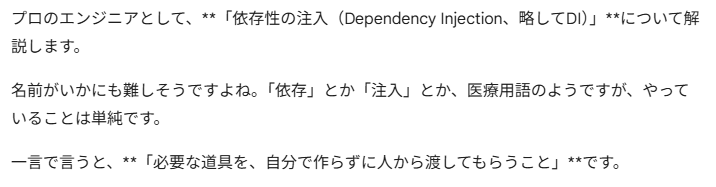 プロのエンジニアとして、**「依存性の注入（Dependency Injection、略してDI）」**について解
説します。
名前がいかにも難しそうですよね。「依存」とか「注入」とか、医療用語のようですが、やって
いることは単純です。
一言で言うと、**「必要な道具を、自分で作らずに人から渡してもらうこと」**です。